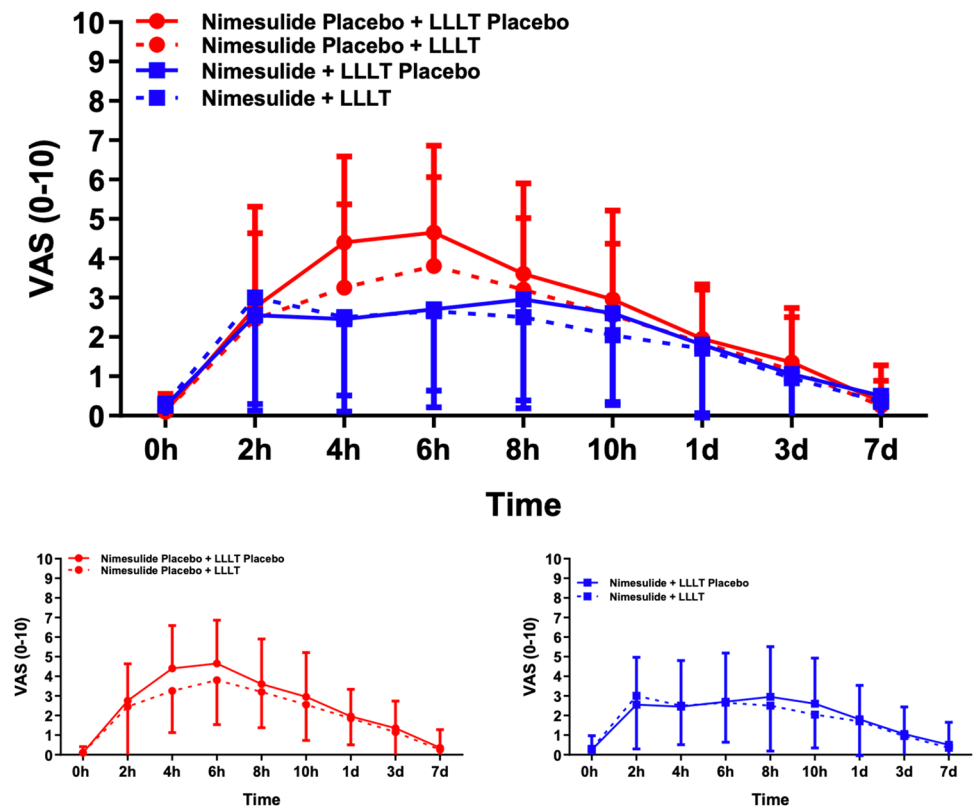 Nimesulide Placebo + LLLT Placebo
Nimesulide Placebo + LLLT
Nimesulide + LLLT Placebo
Nimesulide + LLLT
VAS (0-10)
10
9
8
7
6
5
4
3
2
1
0
0h 2h 4h 6h 8h 10h 1d 3d 7d
Time
Nimesulide Placebo + LLLT Placebo
Nimesulide Placebo + LLLT
VAS (0-10)
10
9
8
7
6
5
4
3
2
1
0
0h 2h 4h 6h 8h 10h 1d 3d 7d
Time
Nimesulide + LLLT Placebo
Nimesulide + LLLT
VAS (0-10)
10
9
8
7
6
5
4
3
2
1
0
0h 2h 4h 6h 8h 10h 1d 3d 7d
Time